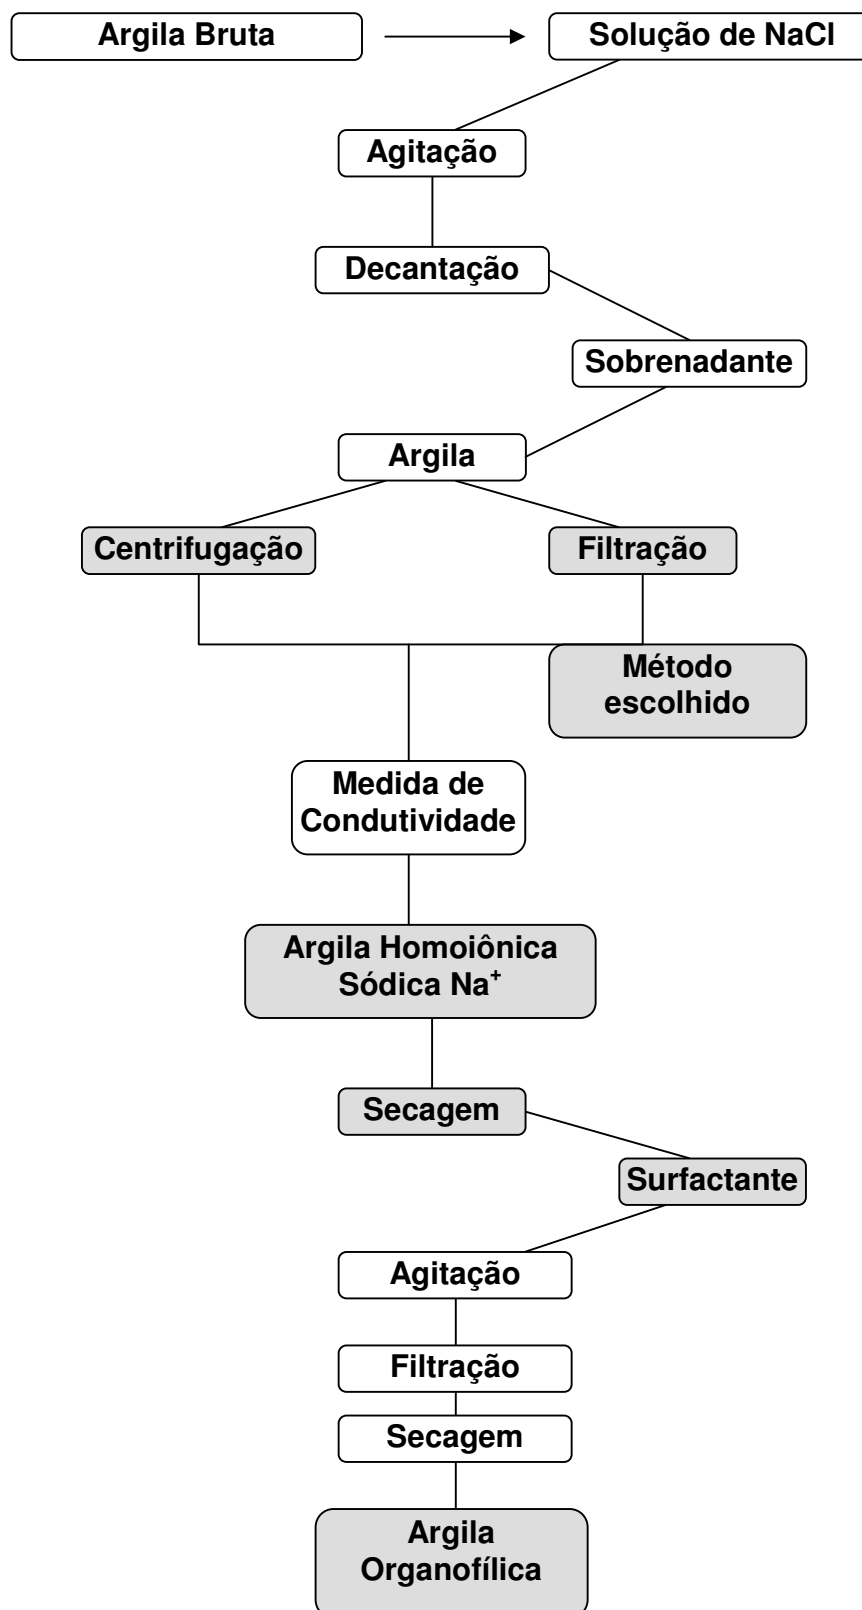 Argila Bruta
Solução de NaCl
Agitação
Decantação
Sobrenadante
Argila
Centrifugação
Filtração
Método
escolhido
Medida de
Condutividade
Argila Homoiônica
Sódica Na⁺
Secagem
Surfactante
Agitação
Filtração
Secagem
Argila
Organofílica